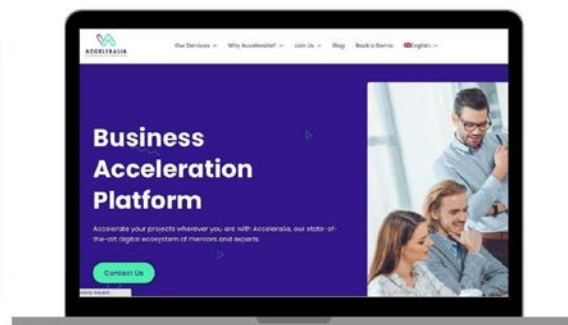 ACCELERALIA
Our Services
Why Acceleralia?
Join Us
Blog
Book a Demo
English
Business
Acceleration
Platform
Accelerate your projects wherever you are with Acceleralia, our state-of-
the-art digital ecosystem of mentors and experts
Contact Us